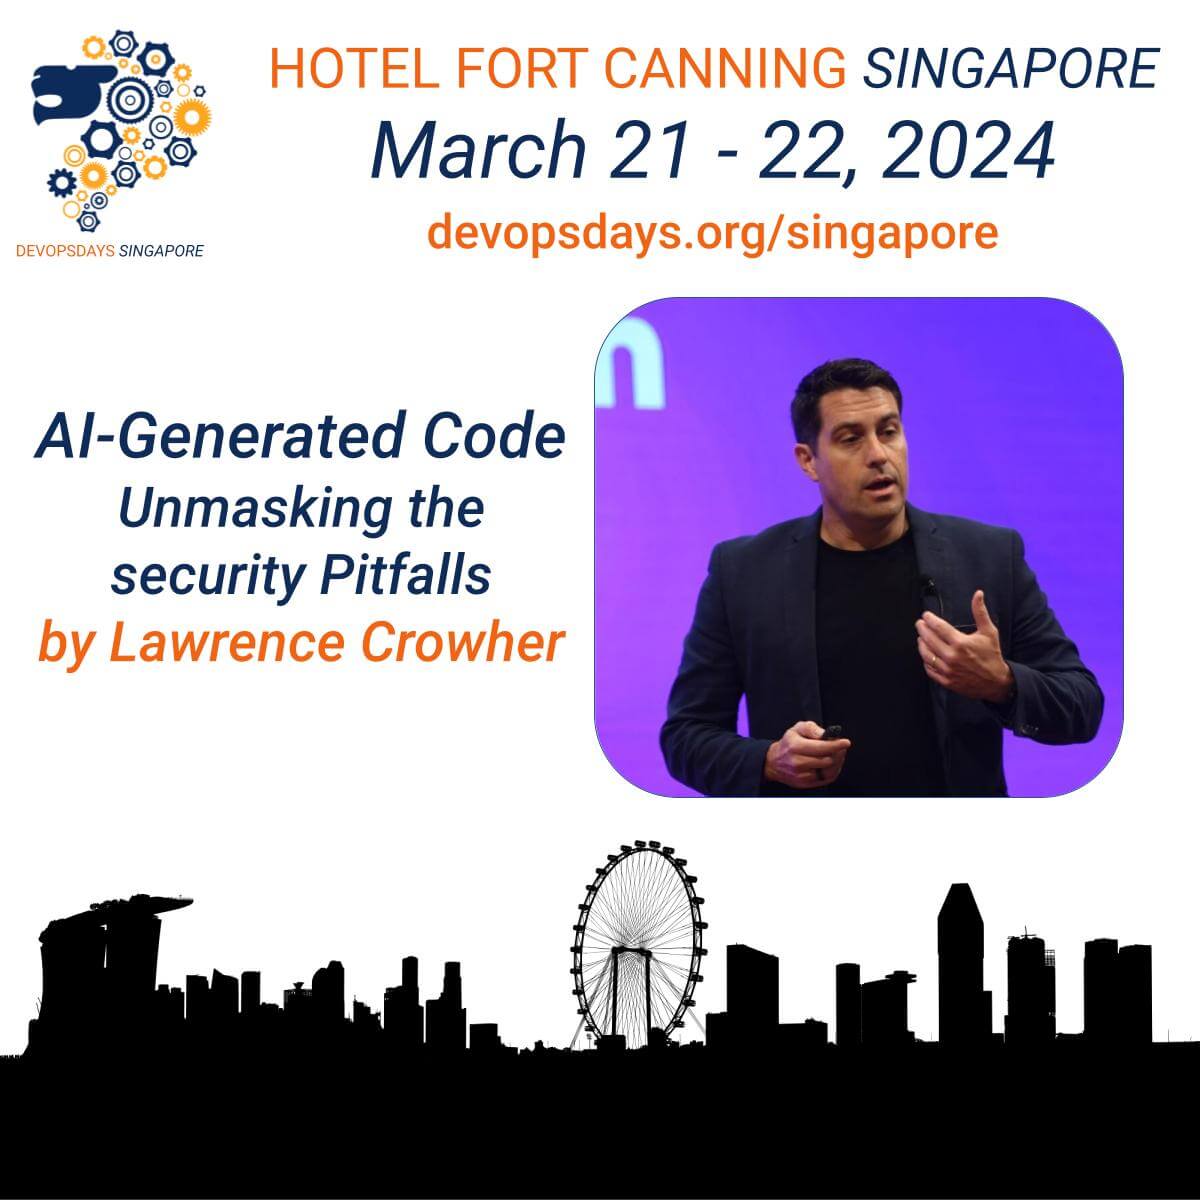 HOTEL FORT CANNING SINGAPORE
March 21 - 22, 2024
devopsdays.org/singapore
DEVOPSDAYS SINGAPORE
AI-Generated Code
Unmasking the
security Pitfalls
by Lawrence Crowher
n